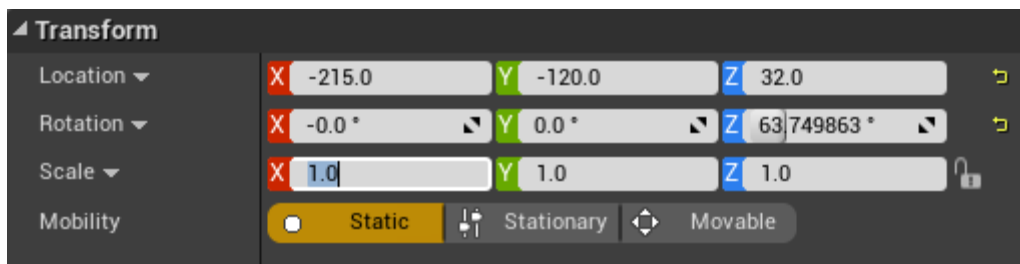 Transform
Location X -215.0 Y -120.0 Z 32.0
Rotation X -0.0 ° Y 0.0 ° Z 63.749863 °
Scale X 1.0 Y 1.0 Z 1.0
Mobility Static Stationary Movable